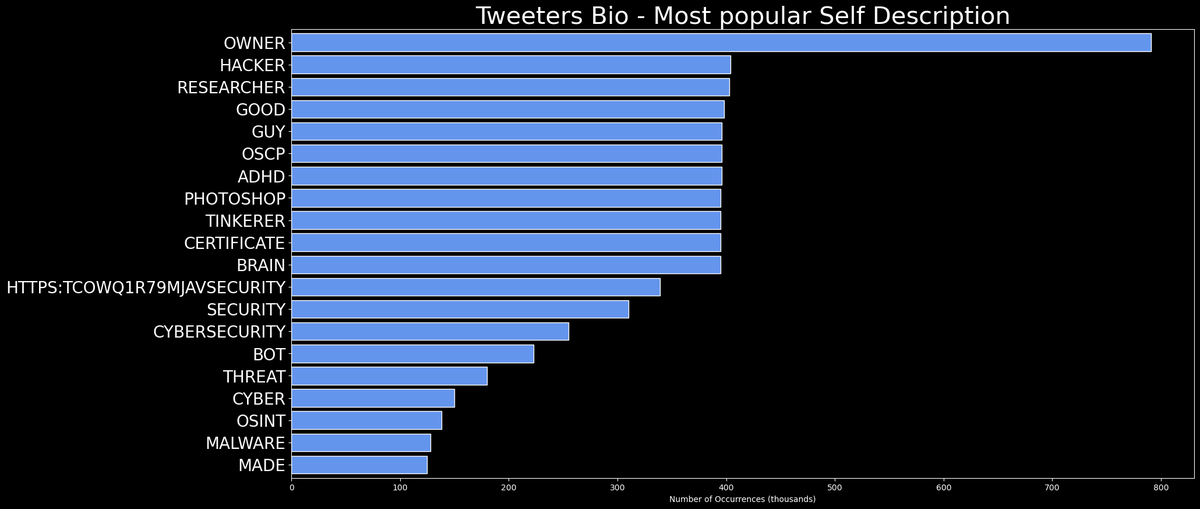 Tweeters Bio - Most popular Self Description
OWNER
HACKER
RESEARCHER
GOOD
GUY
OSCP
ADHD
PHOTOSHOP
TINKERER
CERTIFICATE
BRAIN
HTTPS:TCOWQ1R79MJAVSECURITY
SECURITY
CYBERSECURITY
BOT
THREAT
CYBER
OSINT
MALWARE
MADE
0 100 200 300 400 500 600 700 800
Number of Occurrences (thousands)